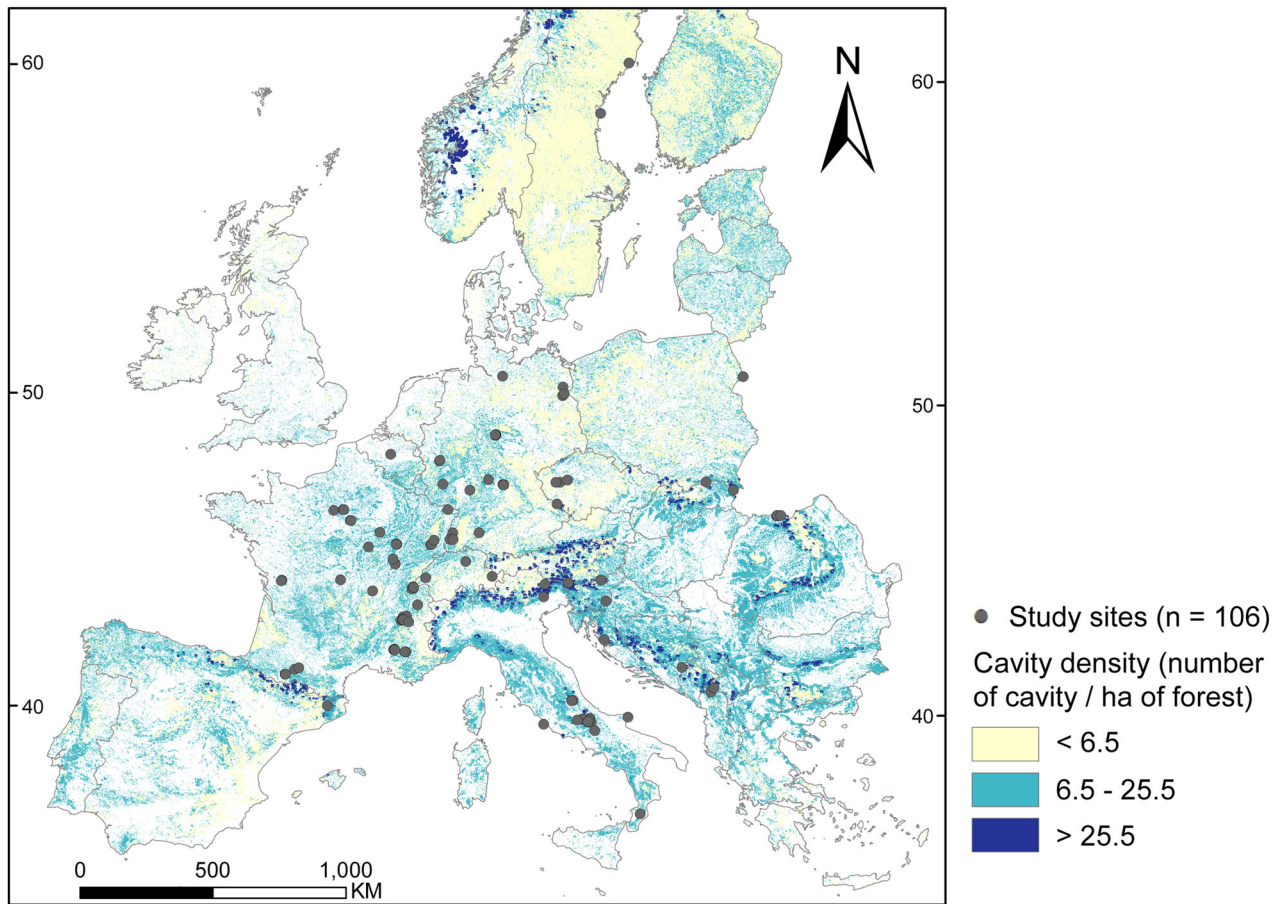 60
50
40
N
60
50
40
0 500 1,000
KM
Study sites (n = 106)
Cavity density (number
of cavity / ha of forest)
< 6.5
6.5 - 25.5
> 25.5